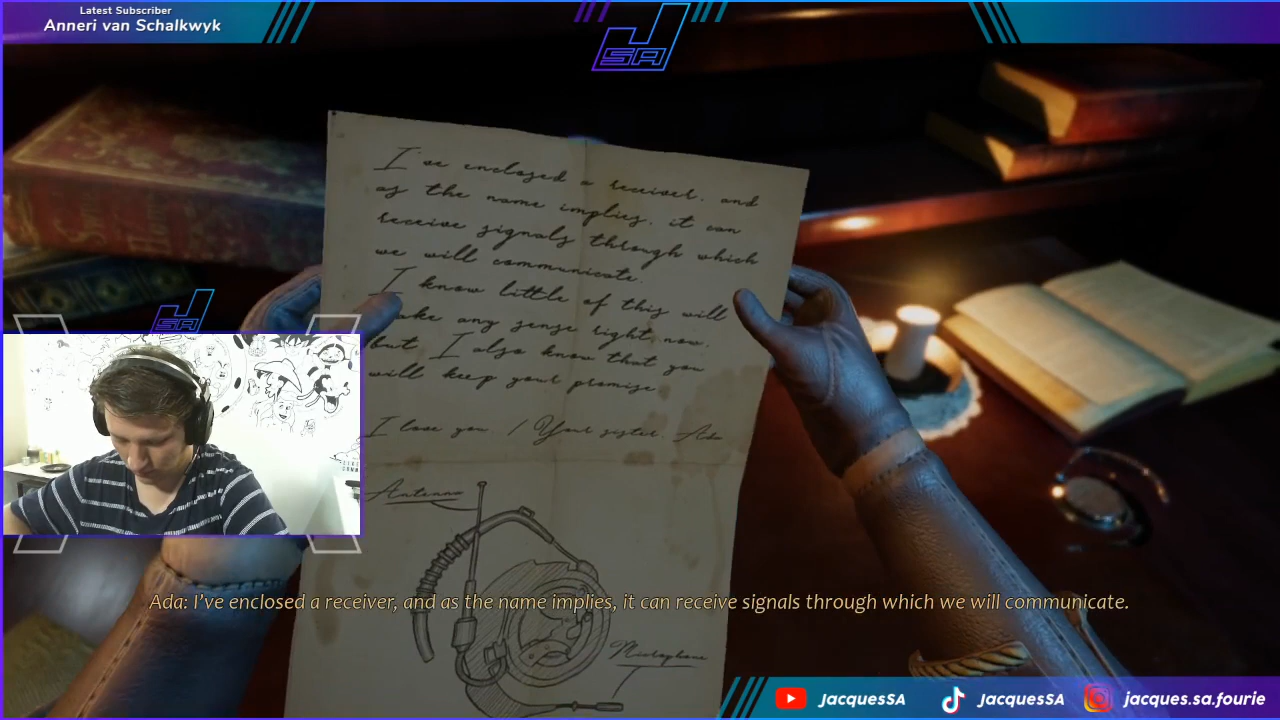 Latest Subscriber
Anneri van Schalkwyk
J
SA
I've enclosed a receiver, and
as the name implies, it can
receive signals through which
we will communicate.
I know little of this will
make any sense right now,
but I also know that you
will keep your promise.
I love you / Your sister, Ada
Antenna
Microphone
J
SA
Ada: I've enclosed a receiver, and as the name implies, it can receive signals through which we will communicate.
JacquesSA
JacquesSA
jacques.sa.fourie